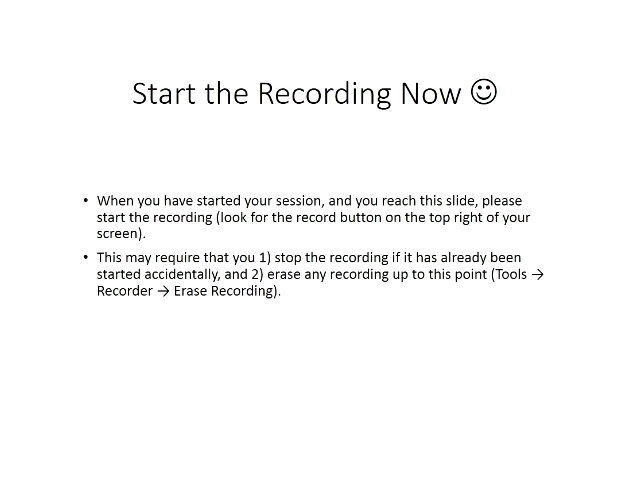 Start the Recording Now ☺
• When you have started your session, and you reach this slide, please
start the recording (look for the record button on the top right of your
screen).
• This may require that you 1) stop the recording if it has already been
started accidentally, and 2) erase any recording up to this point (Tools →
Recorder → Erase Recording).